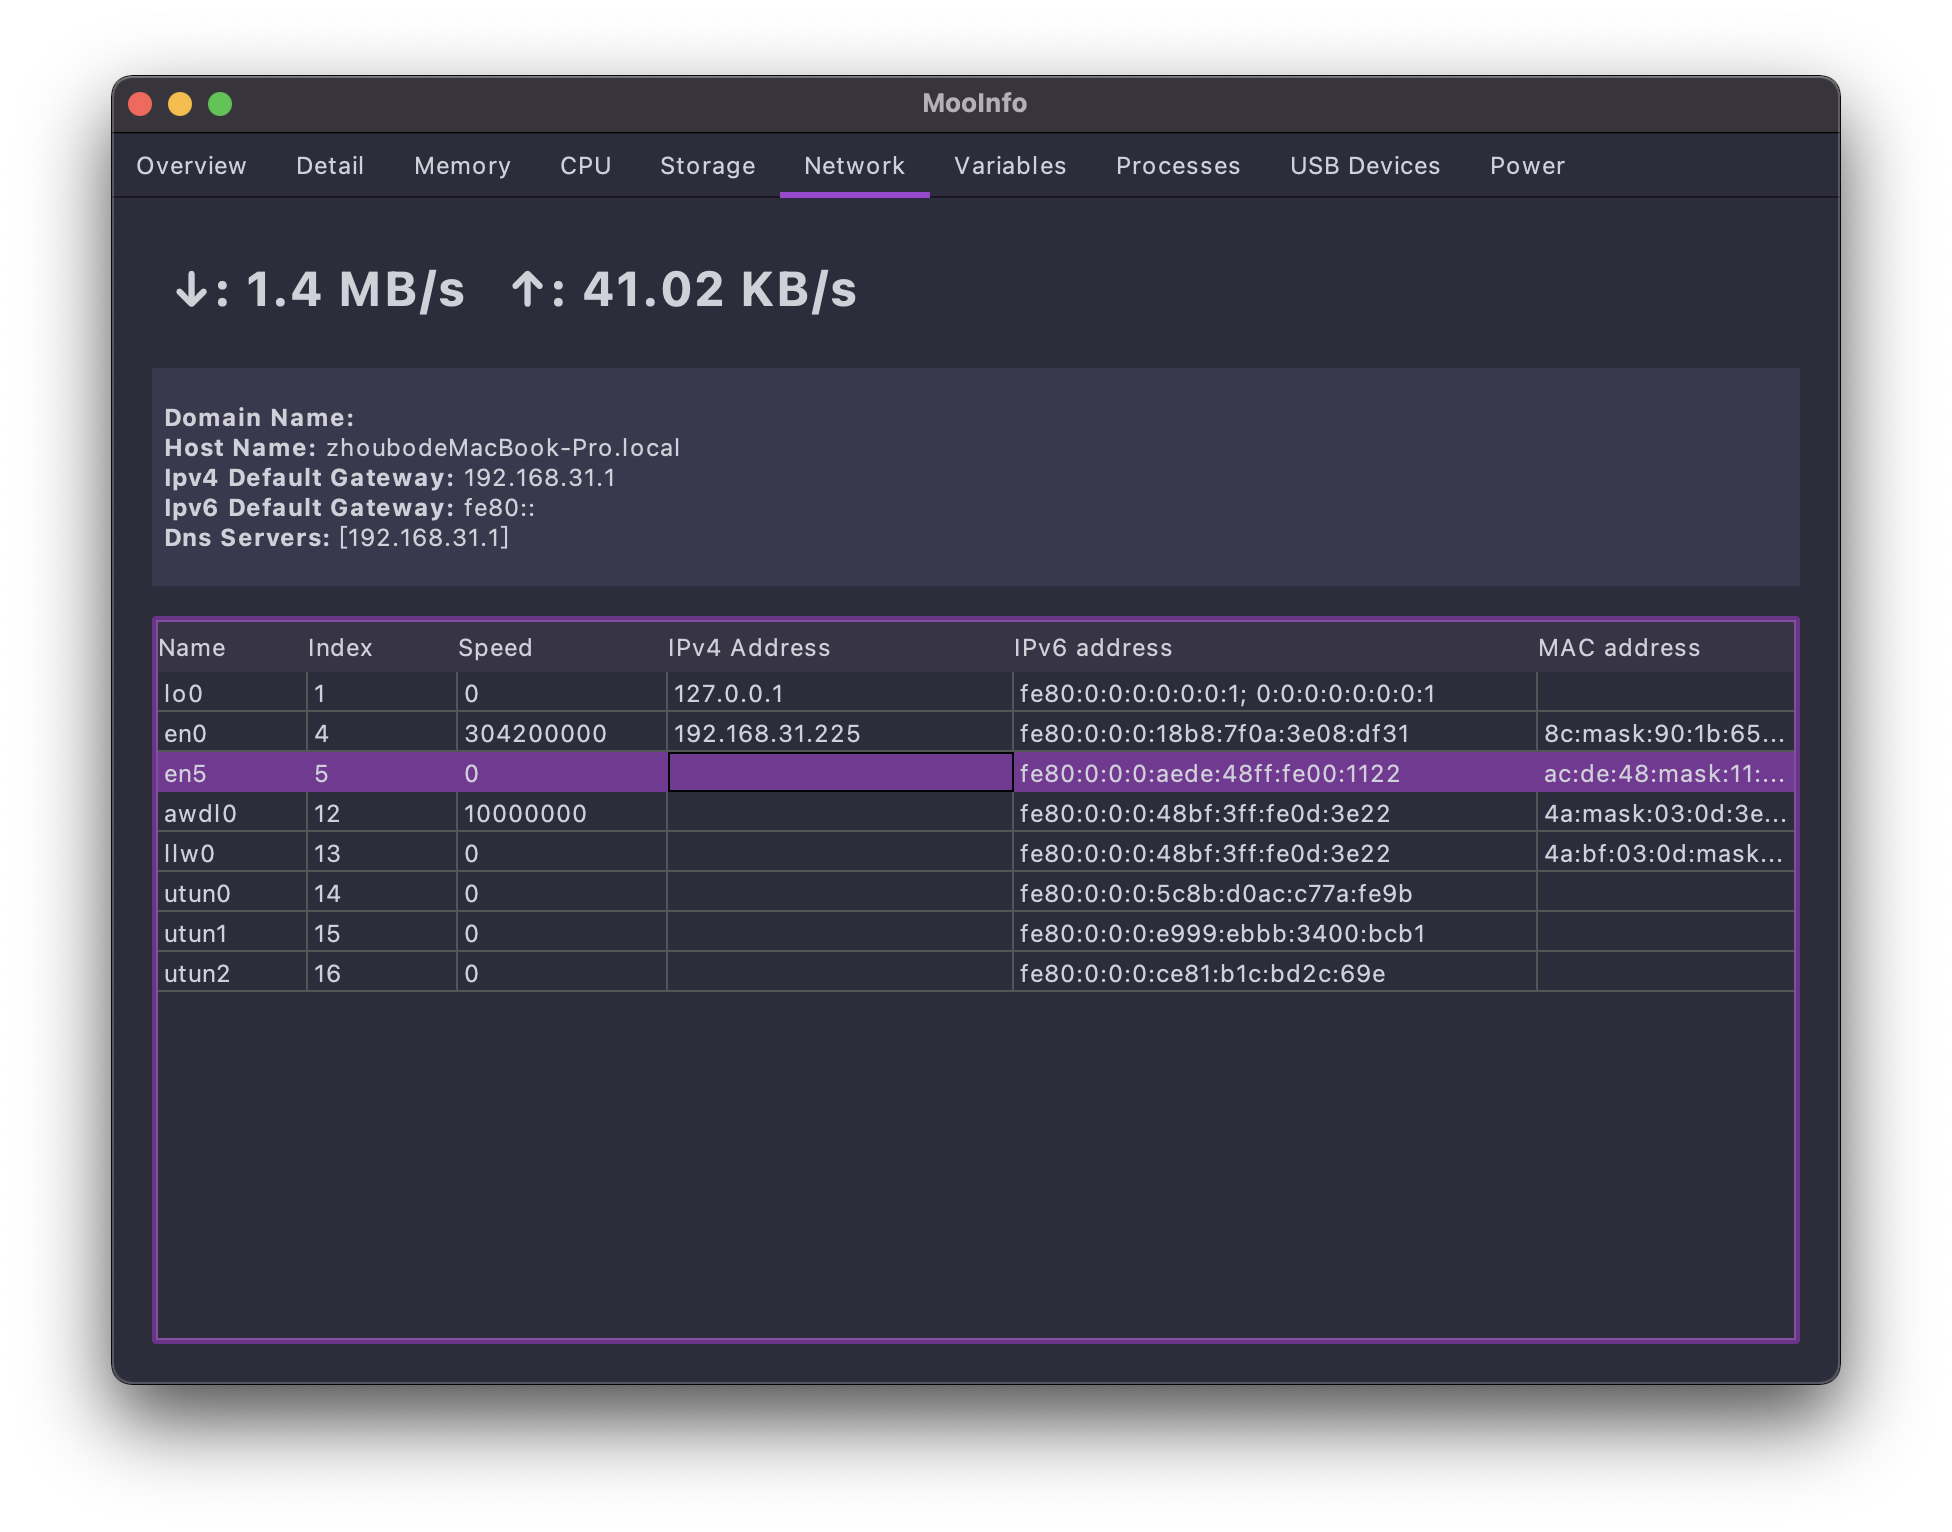 MooInfo
Overview Detail Memory CPU Storage Network Variables Processes USB Devices Power
↓: 1.4 MB/s ↑: 41.02 KB/s
Domain Name:
Host Name: zhoubodeMacBook-Pro.local
Ipv4 Default Gateway: 192.168.31.1
Ipv6 Default Gateway: fe80::
Dns Servers: [192.168.31.1]
Name Index Speed IPv4 Address IPv6 address MAC address
lo0 1 0 127.0.0.1 fe80:0:0:0:0:0:0:1; 0:0:0:0:0:0:0:1
en0 4 304200000 192.168.31.225 fe80:0:0:0:18b8:7f0a:3e08:df31 8c:mask:90:1b:65...
en5 5 0 fe80:0:0:0:aede:48ff:fe00:1122 ac:de:48:mask:11:...
awdl0 12 10000000 fe80:0:0:0:48bf:3ff:fe0d:3e22 4a:mask:03:0d:3e...
llw0 13 0 fe80:0:0:0:48bf:3ff:fe0d:3e22 4a:bf:03:0d:mask...
utun0 14 0 fe80:0:0:0:5c8b:d0ac:c77a:fe9b
utun1 15 0 fe80:0:0:0:e999:ebbb:3400:bcb1
utun2 16 0 fe80:0:0:0:ce81:b1c:bd2c:69e